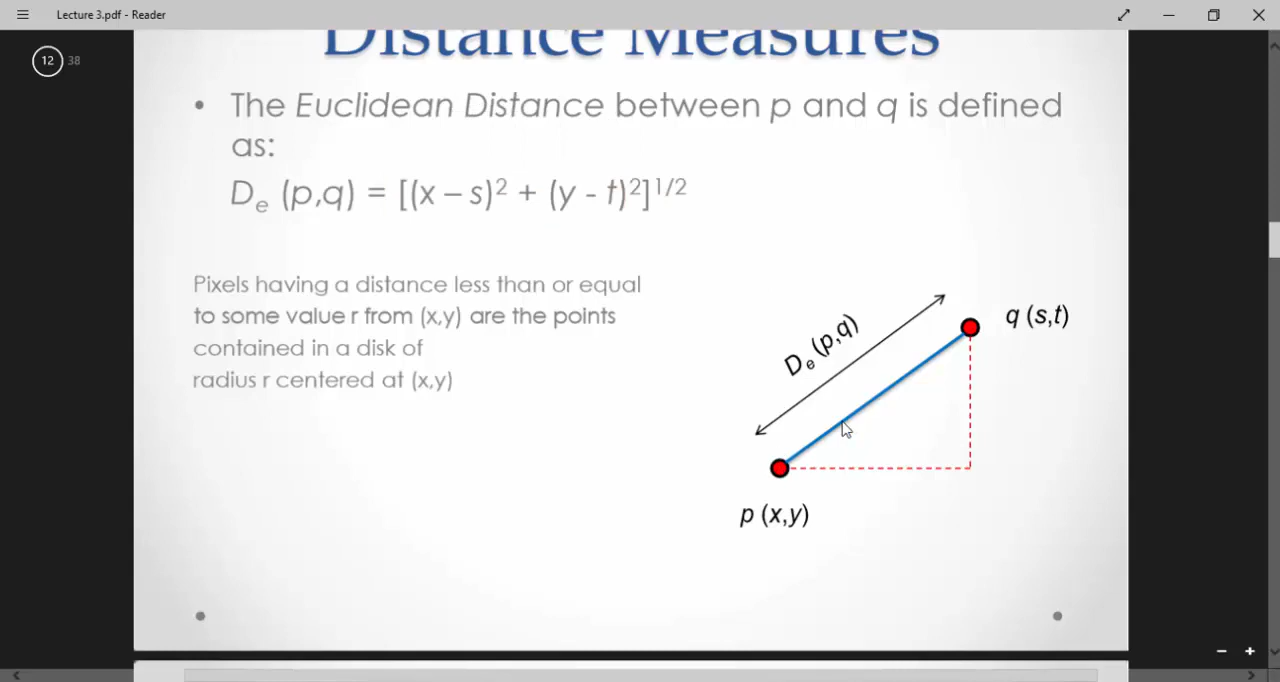 Lecture 3.pdf - Reader
12 38
Distance Measures
• The Euclidean Distance between p and q is defined
as:
De (p,q) = [(x – s)2 + (y - t)2]1/2
Pixels having a distance less than or equal
to some value r from (x,y) are the points
contained in a disk of
radius r centered at (x,y)
De (p,q)
q (s,t)
p (x,y)